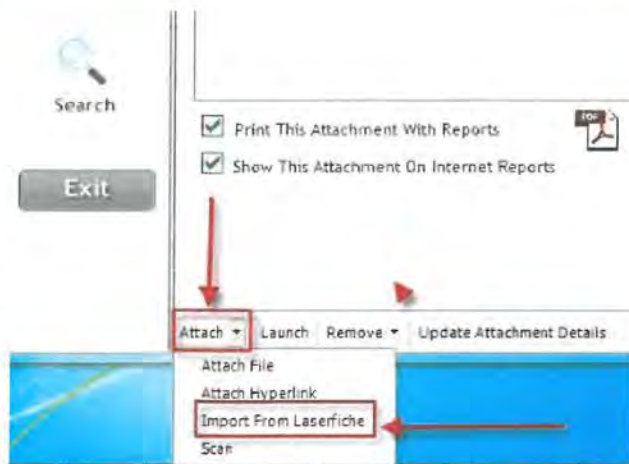 Search
Print This Attachment With Reports
PDF
Show This Attachment On Internet Reports
Exit
Attach Launch Remove Update Attachment Details
Attach File
Attach Hyperlink
Import From Laserfiche
Scan